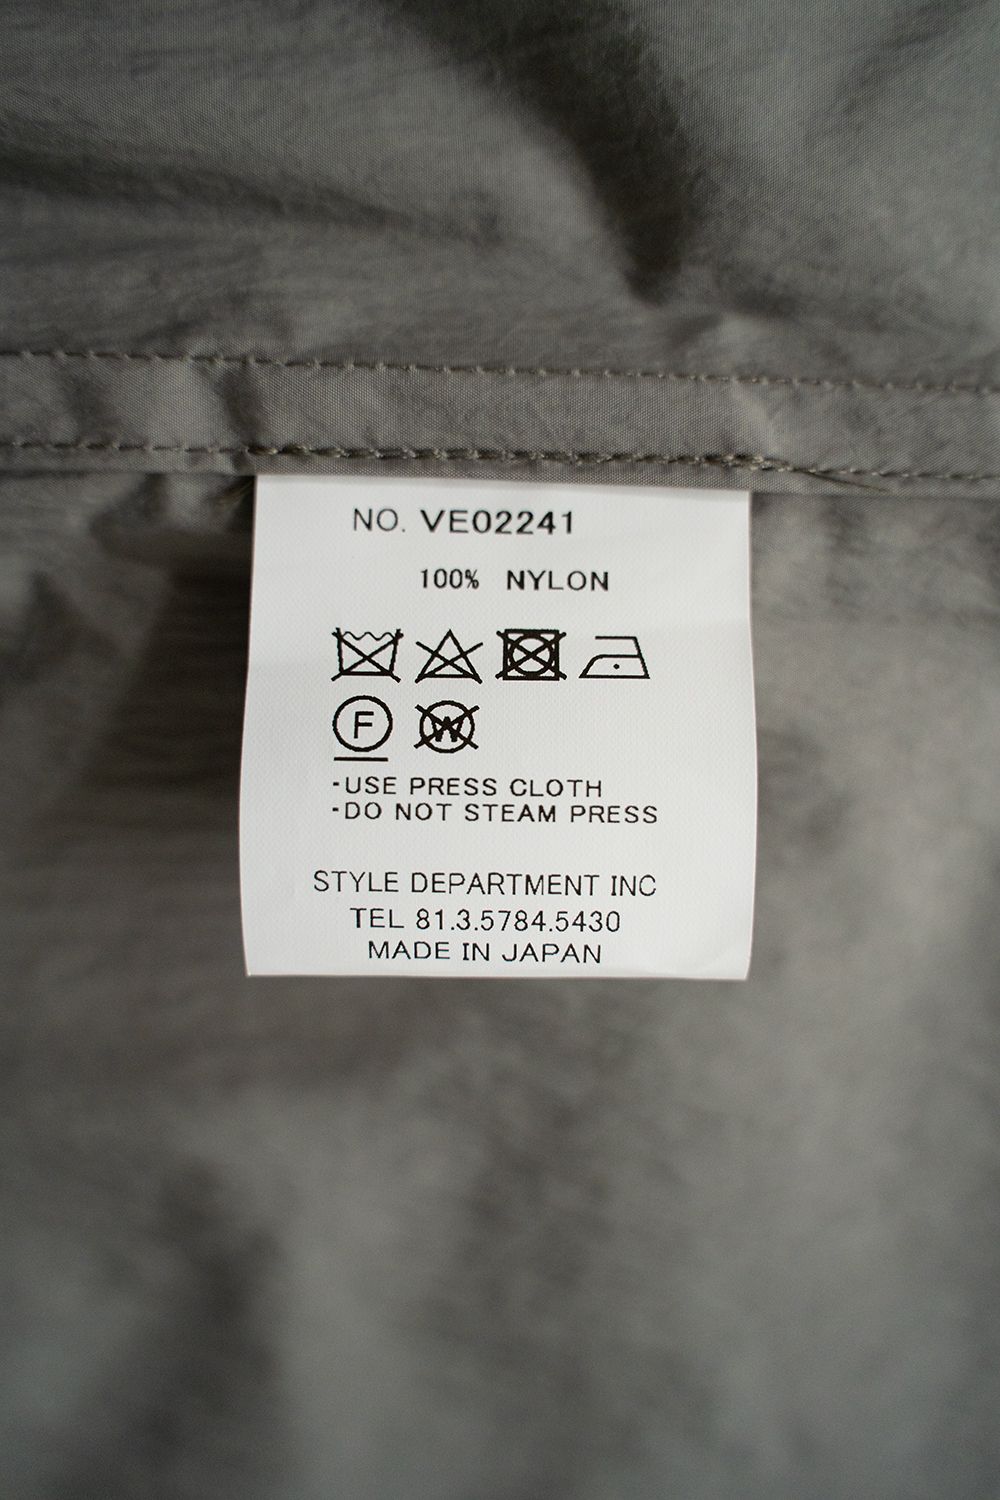 NO. VE02241
100% NYLON
F W
-USE PRESS CLOTH
-DO NOT STEAM PRESS
STYLE DEPARTMENT INC
TEL 81.3.5784.5430
MADE IN JAPAN